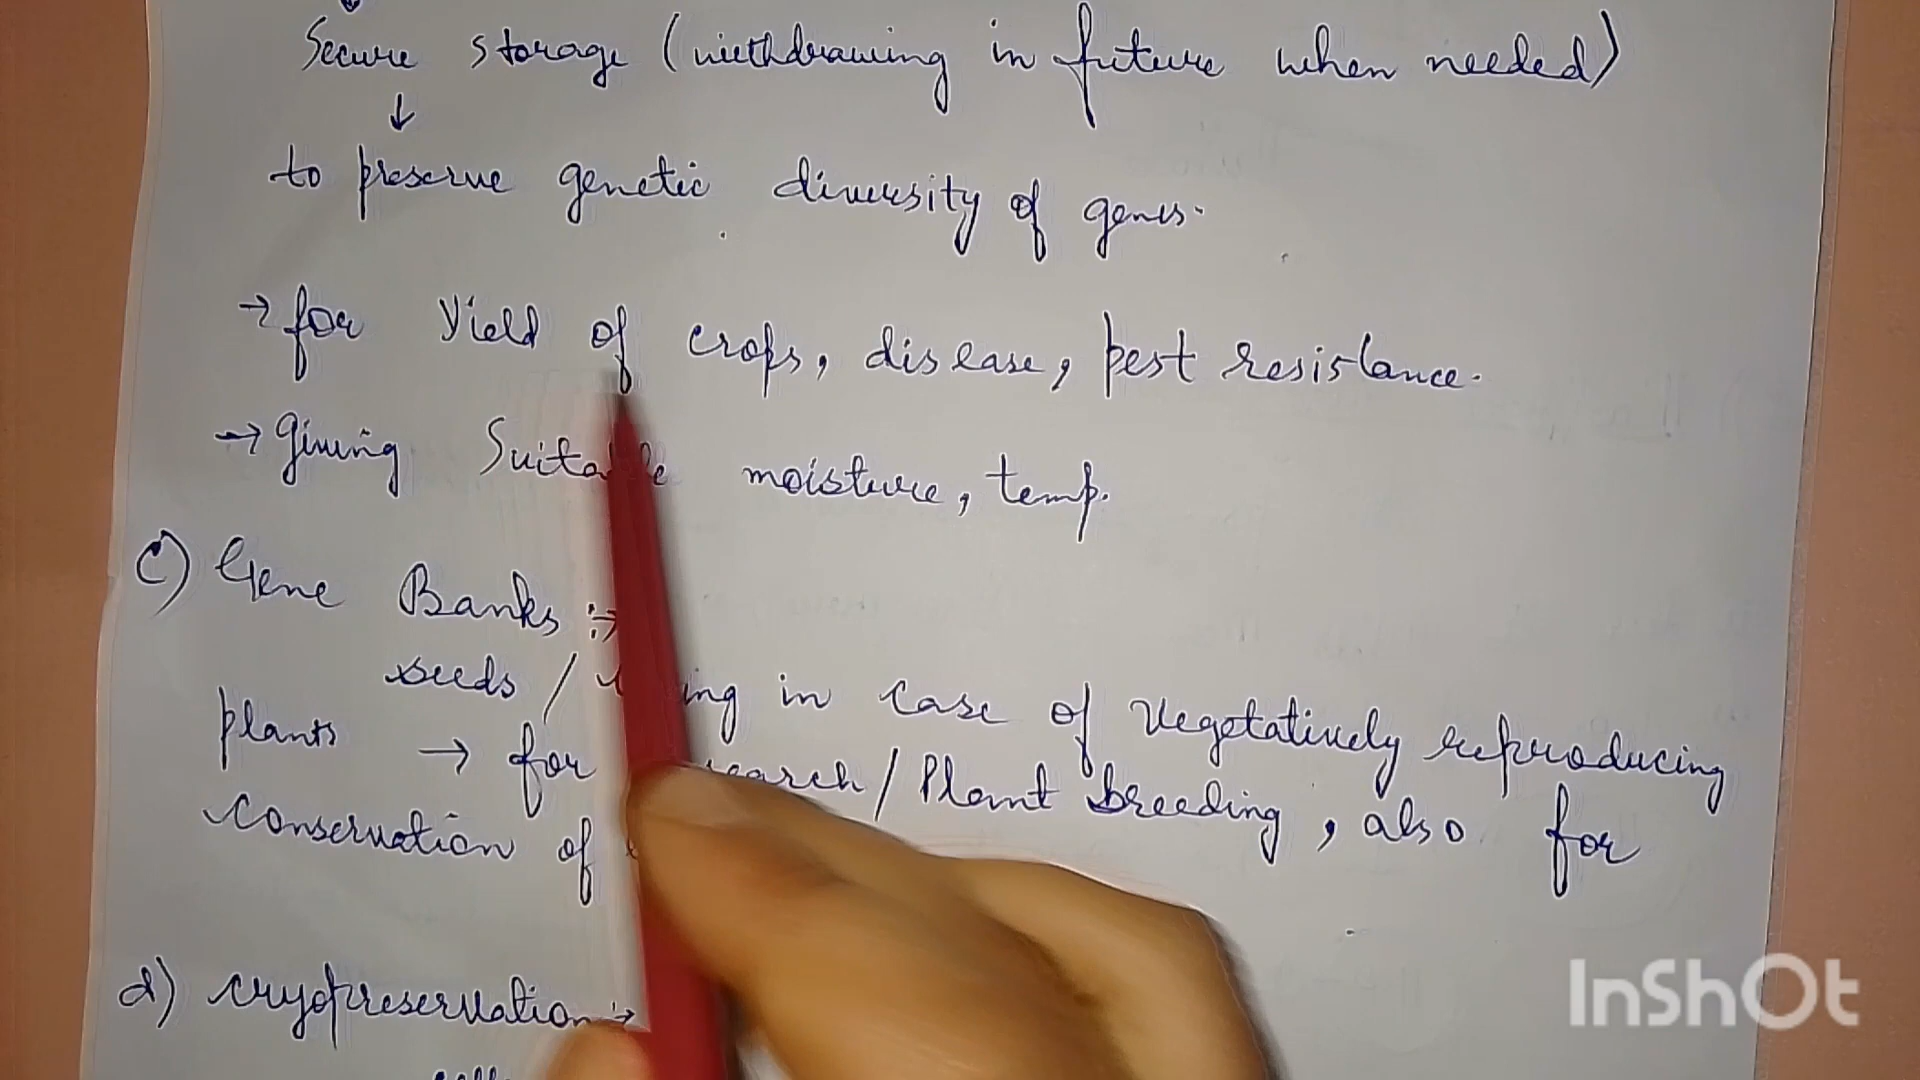 Secure storage (withdrawing in future when needed)
↓
to preserve genetic diversity of genes.
→ for yield of crops, disease, pest resistance.
→ Giving Suitable moisture, temp.
c) Gene Banks :→
seeds / in case of vegetatively reproducing
plants → for research / Plant breeding, also for
conservation of
d) cryopreservation :→
InShOt